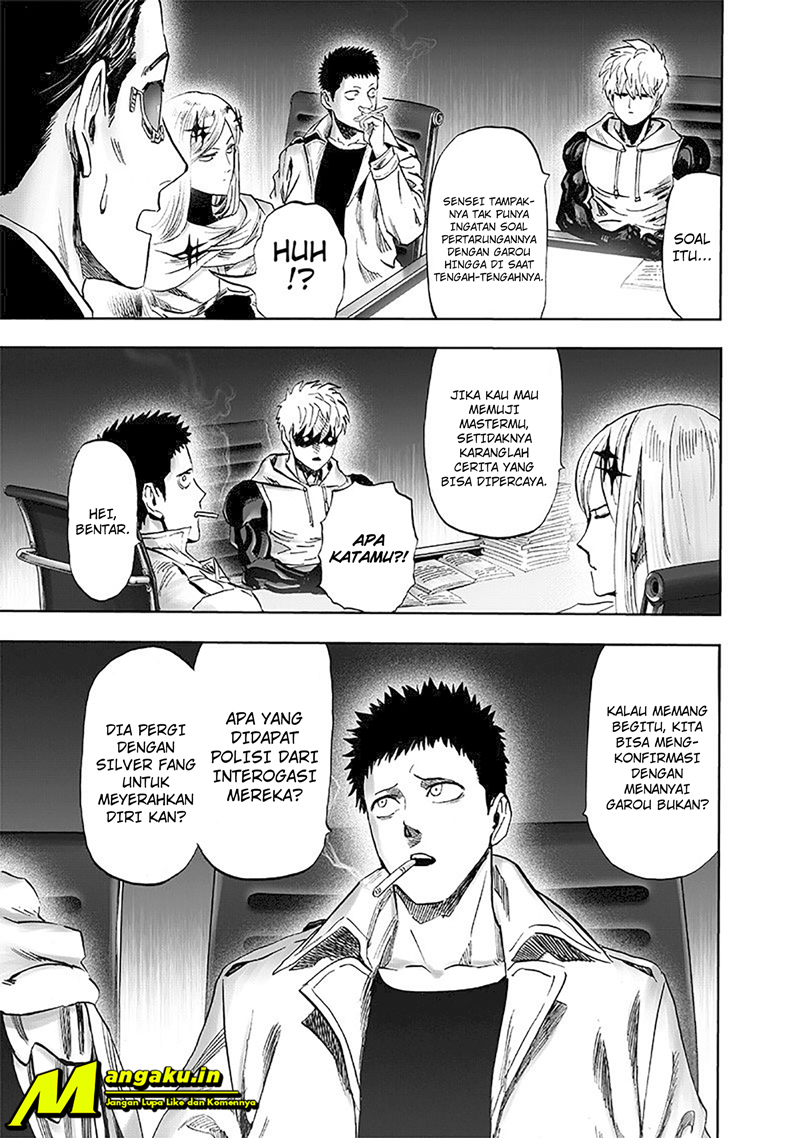 SOAL
ITU...
SENSEI TAMPAK-
NYA TAK PUNYA
INGATAN SOAL
PERTARUNGANNYA
DENGAN GAROU
HINGGA DI SAAT
TENGAH-TENGAHNYA.
HUH
!?
JIKA KAU MAU
MEMUJI
MASTERMU,
SETIDAKNYA
KARANGLAH
CERITA YANG
BISA DIPERCAYA.
APA
KATAMU?!
HEI,
BENTAR.
KALAU MEMANG
BEGITU, KITA
BISA MENG-
KONFIRMASI
DENGAN
MENANYAI
GAROU BUKAN?
APA YANG
DIDAPAT
POLISI DARI
INTEROGASI
MEREKA?
DIA PERGI
DENGAN
SILVER FANG
UNTUK
MEYERAHKAN
DIRI KAN?
Mangaku.in
Jangan Lupa Like dan Komennya